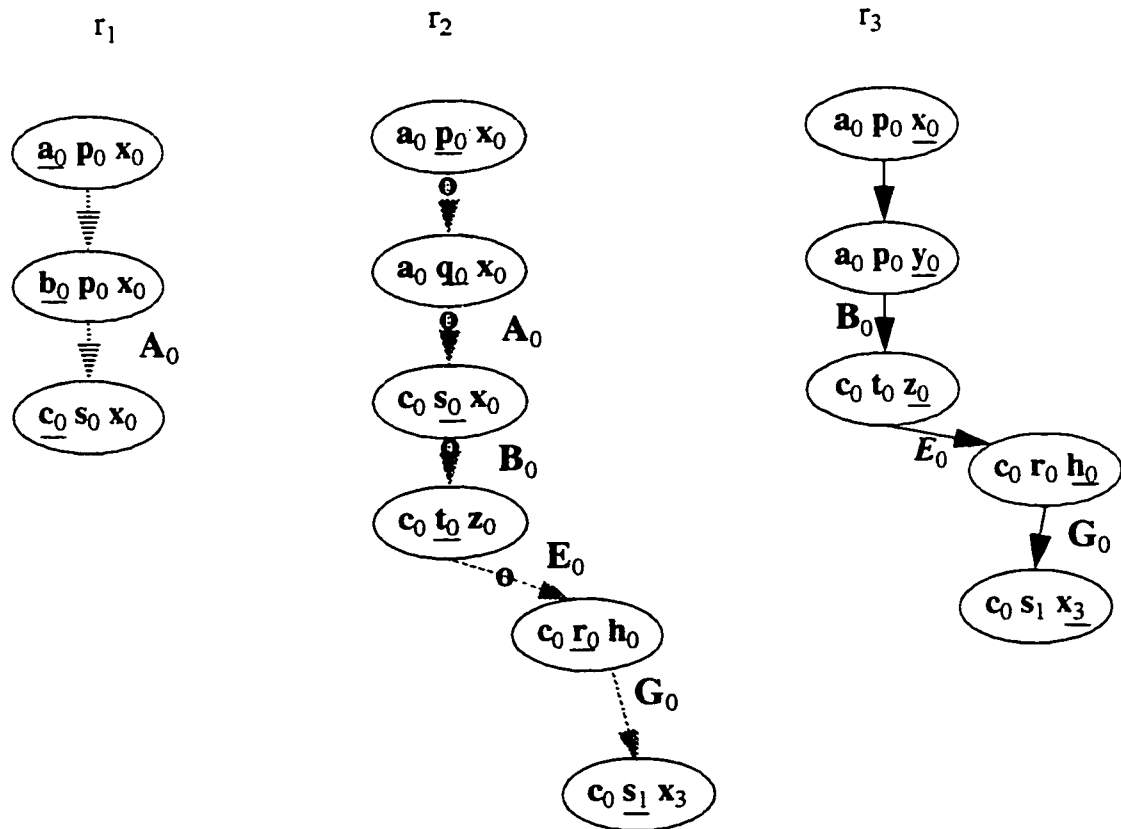 r₁
r₂
r₃
a₀ p₀ x₀
b₀ p₀ x₀
A₀
c₀ s₀ x₀
a₀ p₀ x₀
a₀ q₀ x₀
A₀
c₀ s₀ x₀
B₀
c₀ t₀ z₀
E₀
c₀ r₀ h₀
G₀
c₀ s₁ x₃
a₀ p₀ x₀
a₀ p₀ y₀
B₀
c₀ t₀ z₀
E₀
c₀ r₀ h₀
G₀
c₀ s₁ x₃